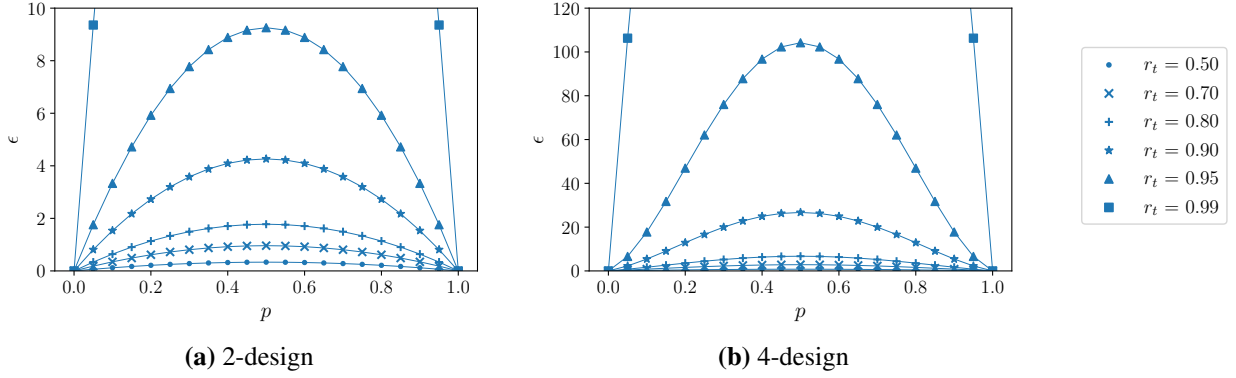 10
8
6
4
2
0
ϵ
0.0 0.2 0.4 0.6 0.8 1.0
p
(a) 2-design
120
100
80
60
40
20
0
ϵ
0.0 0.2 0.4 0.6 0.8 1.0
p
(b) 4-design
r_t = 0.50
r_t = 0.70
r_t = 0.80
r_t = 0.90
r_t = 0.95
r_t = 0.99